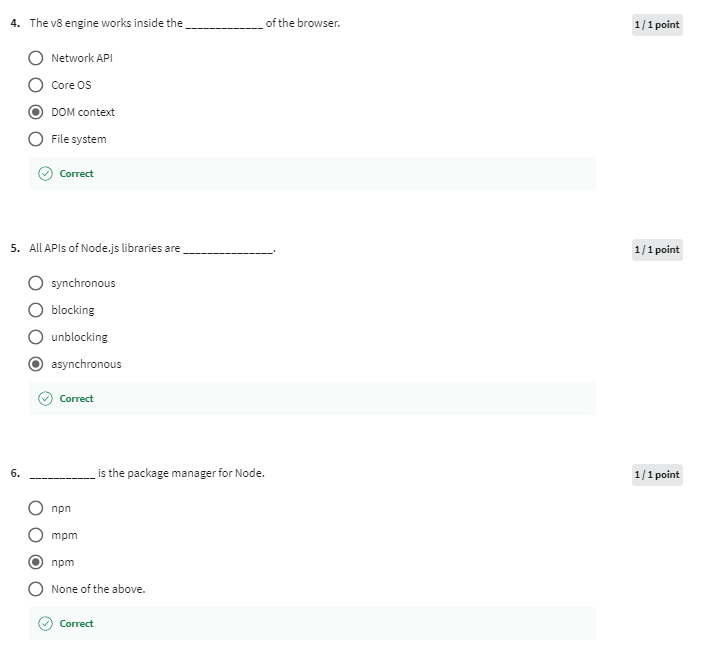 4. The v8 engine works inside the _____________ of the browser.
1 / 1 point
Network API
Core OS
DOM context
File system
Correct
5. All APIs of Node.js libraries are _______________.
1 / 1 point
synchronous
blocking
unblocking
asynchronous
Correct
6. ___________ is the package manager for Node.
1 / 1 point
npn
mpm
npm
None of the above.
Correct